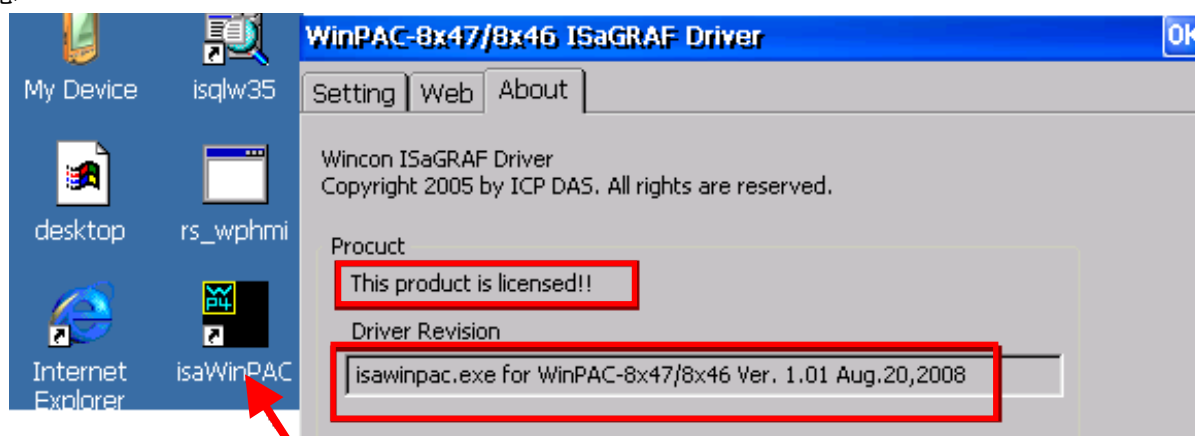 WinPAC-8x47/8x46 ISaGRAF Driver
OK
My Device
isqlw35
Setting
Web
About
Wincon ISaGRAF Driver
Copyright 2005 by ICP DAS. All rights are reserved.
desktop
rs_wphmi
Procuct
This product is licensed!!
Driver Revision
WP4
Internet
Explorer
isaWinPAC
isawinpac.exe for WinPAC-8x47/8x46 Ver. 1.01 Aug.20,2008